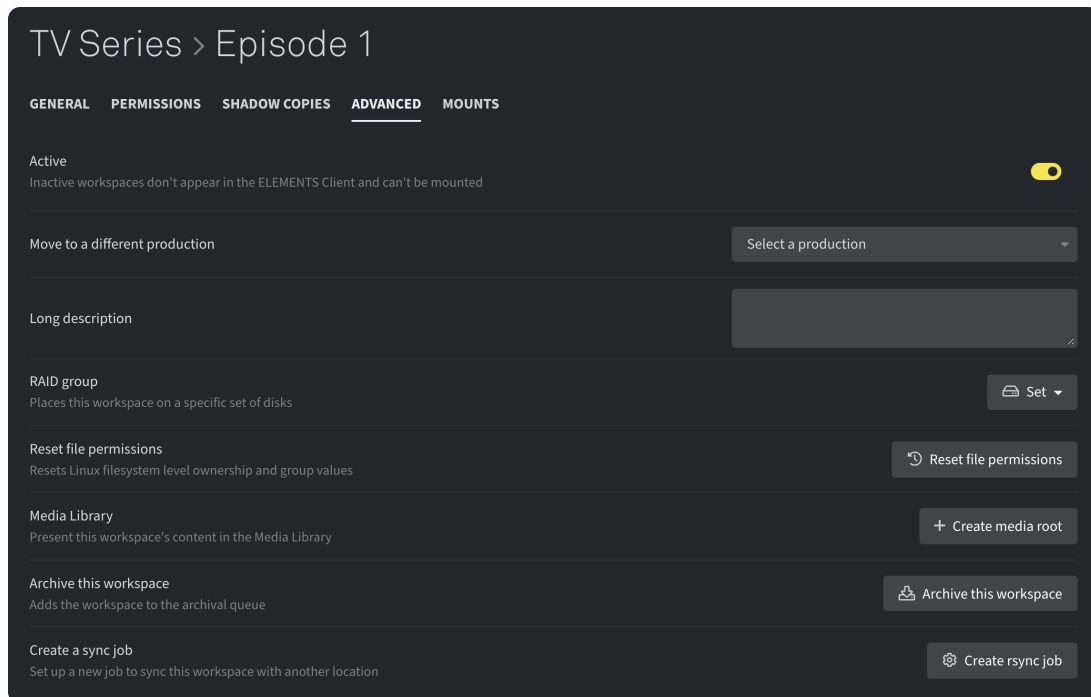 TV Series > Episode 1
GENERAL PERMISSIONS SHADOW COPIES ADVANCED MOUNTS
Active
Inactive workspaces don't appear in the ELEMENTS Client and can't be mounted
Move to a different production
Select a production
Long description
RAID group
Places this workspace on a specific set of disks
Set
Reset file permissions
Resets Linux filesystem level ownership and group values
Reset file permissions
Media Library
Present this workspace's content in the Media Library
+ Create media root
Archive this workspace
Adds the workspace to the archival queue
Archive this workspace
Create a sync job
Set up a new job to sync this workspace with another location
Create rsync job